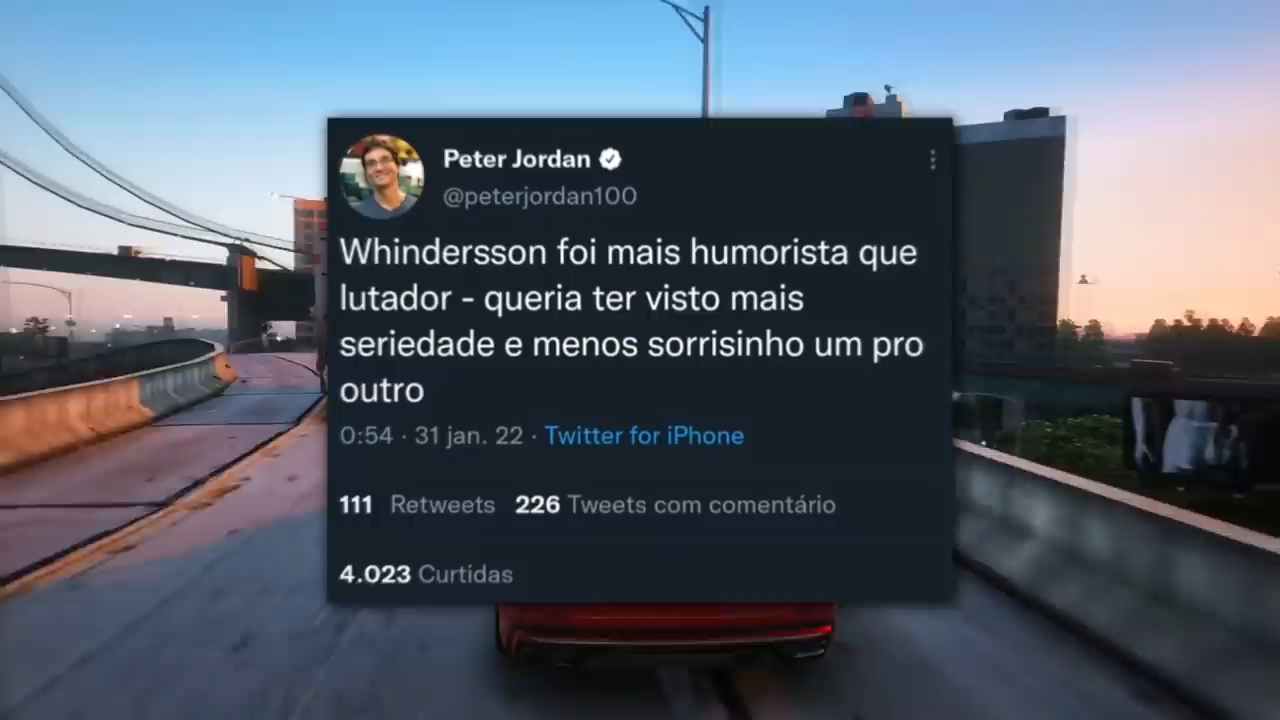 Peter Jordan
@peterjordan100
Whindersson foi mais humorista que
lutador - queria ter visto mais
seriedade e menos sorrisinho um pro
outro
0:54 · 31 jan. 22 · Twitter for iPhone
111 Retweets 226 Tweets com comentário
4.023 Curtidas